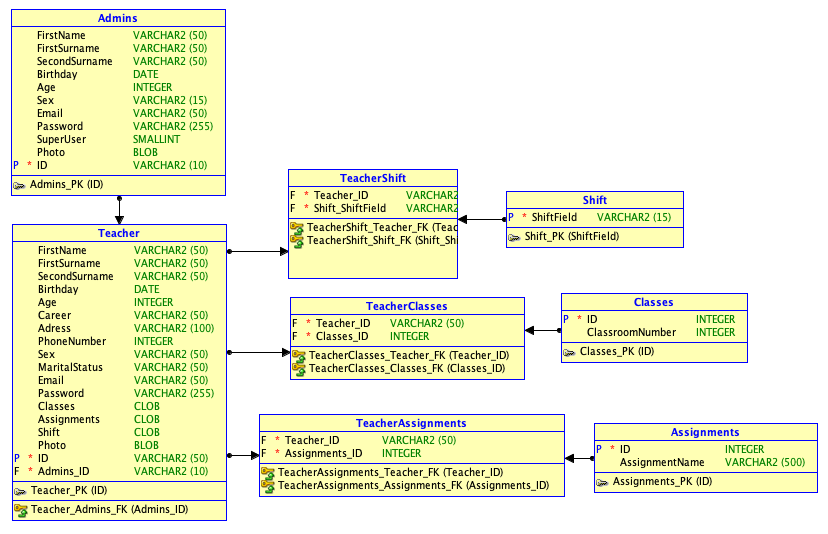 Admins
FirstName VARCHAR2 (50)
FirstSurname VARCHAR2 (50)
SecondSurname VARCHAR2 (50)
Birthday DATE
Age INTEGER
Sex VARCHAR2 (15)
Email VARCHAR2 (50)
Password VARCHAR2 (255)
SuperUser SMALLINT
Photo BLOB
P * ID VARCHAR2 (10)
Admins_PK (ID)
Teacher
FirstName VARCHAR2 (50)
FirstSurname VARCHAR2 (50)
SecondSurname VARCHAR2 (50)
Birthday DATE
Age INTEGER
Career VARCHAR2 (50)
Adress VARCHAR2 (100)
PhoneNumber INTEGER
Sex VARCHAR2 (50)
MaritalStatus VARCHAR2 (50)
Email VARCHAR2 (50)
Password VARCHAR2 (255)
Classes CLOB
Assignments CLOB
Shift CLOB
Photo BLOB
P * ID VARCHAR2 (50)
F * Admins_ID VARCHAR2 (10)
Teacher_PK (ID)
Teacher_Admins_FK (Admins_ID)
TeacherShift
F * Teacher_ID VARCHAR2
F * Shift_ShiftField VARCHAR2
TeacherShift_Teacher_FK (Teac
TeacherShift_Shift_FK (Shift_Sh
Shift
P * ShiftField VARCHAR2 (15)
Shift_PK (ShiftField)
TeacherClasses
F * Teacher_ID VARCHAR2 (50)
F * Classes_ID INTEGER
TeacherClasses_Teacher_FK (Teacher_ID)
TeacherClasses_Classes_FK (Classes_ID)
Classes
P * ID INTEGER
ClassroomNumber INTEGER
Classes_PK (ID)
TeacherAssignments
F * Teacher_ID VARCHAR2 (50)
F * Assignments_ID INTEGER
TeacherAssignments_Teacher_FK (Teacher_ID)
TeacherAssignments_Assignments_FK (Assignments_ID)
Assignments
P * ID INTEGER
AssignmentName VARCHAR2 (500)
Assignments_PK (ID)